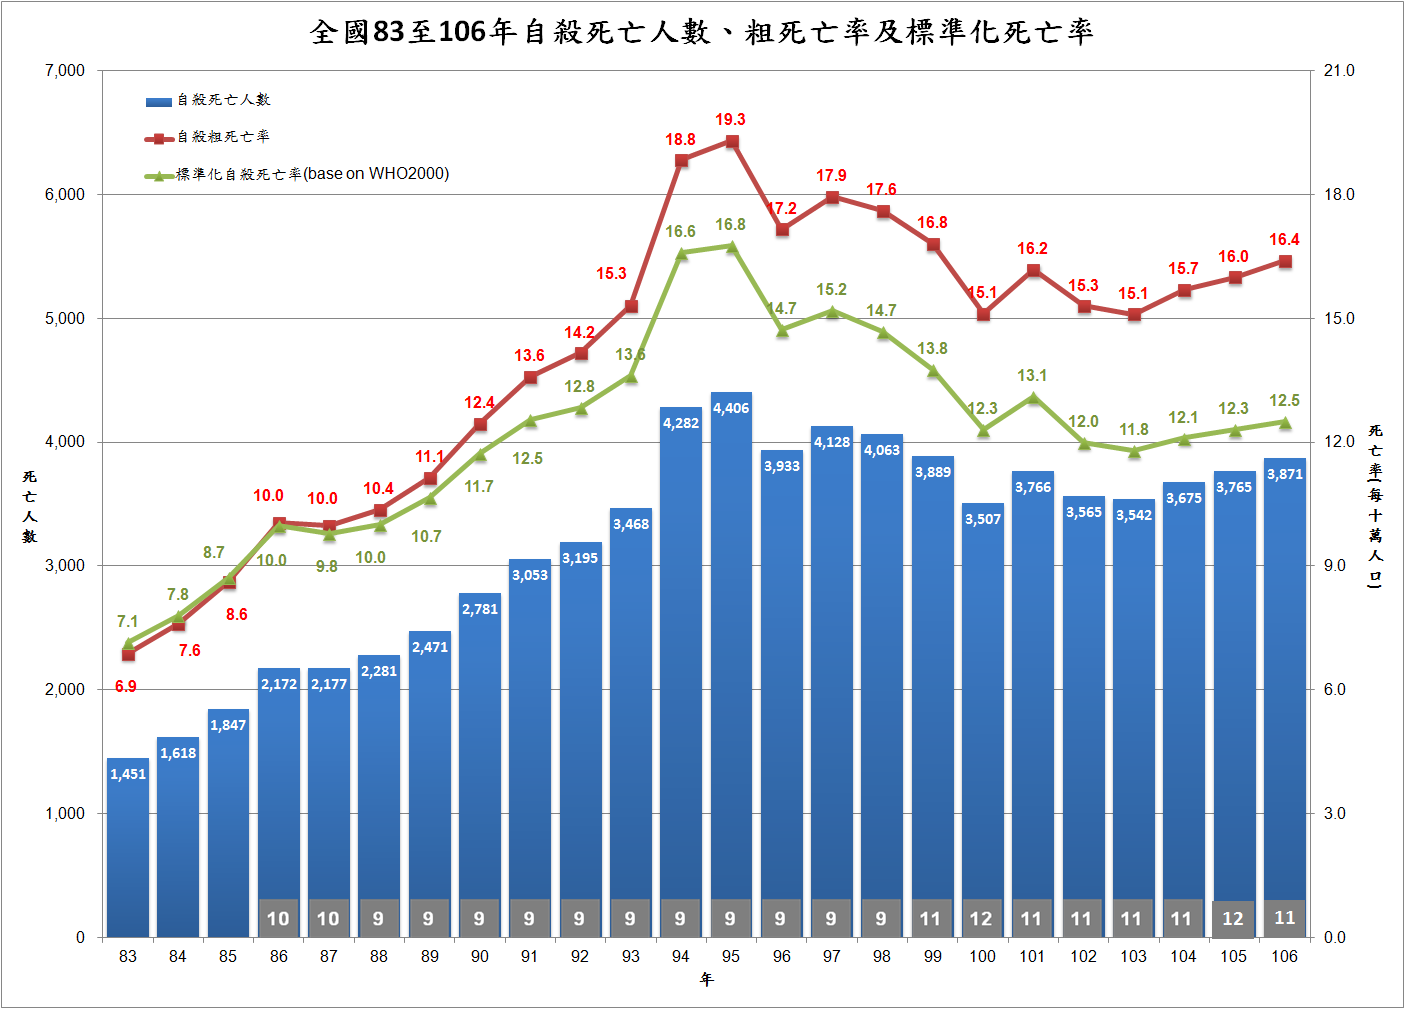 全國83至106年自殺死亡人數、粗死亡率及標準化死亡率
7,000
6,000
5,000
4,000
3,000
2,000
1,000
0
21.0
18.0
15.0
12.0
9.0
6.0
3.0
0.0
自殺死亡人數
自殺粗死亡率
標準化自殺死亡率(base on WHO2000)
死亡人數
死亡率(每十萬人口)
6.9 7.6 8.6 10.0 10.0 10.4 11.1 12.4 13.6 14.2 15.3 18.8 19.3 17.2 17.9 17.6 16.8 15.1 16.2 15.3 15.1 15.7 16.0 16.4
7.1 7.8 8.7 10.0 9.8 10.0 10.7 11.7 12.5 12.8 13.6 16.6 16.8 14.7 15.2 14.7 13.8 12.3 13.1 12.0 11.8 12.1 12.3 12.5
1,451 1,618 1,847 2,172 2,177 2,281 2,471 2,781 3,053 3,195 3,468 4,282 4,406 3,933 4,128 4,063 3,889 3,507 3,766 3,565 3,542 3,675 3,765 3,871
10 10 9 9 9 9 9 9 9 9 9 9 9 11 12 11 11 11 11 12 11
83 84 85 86 87 88 89 90 91 92 93 94 95 96 97 98 99 100 101 102 103 104 105 106
年